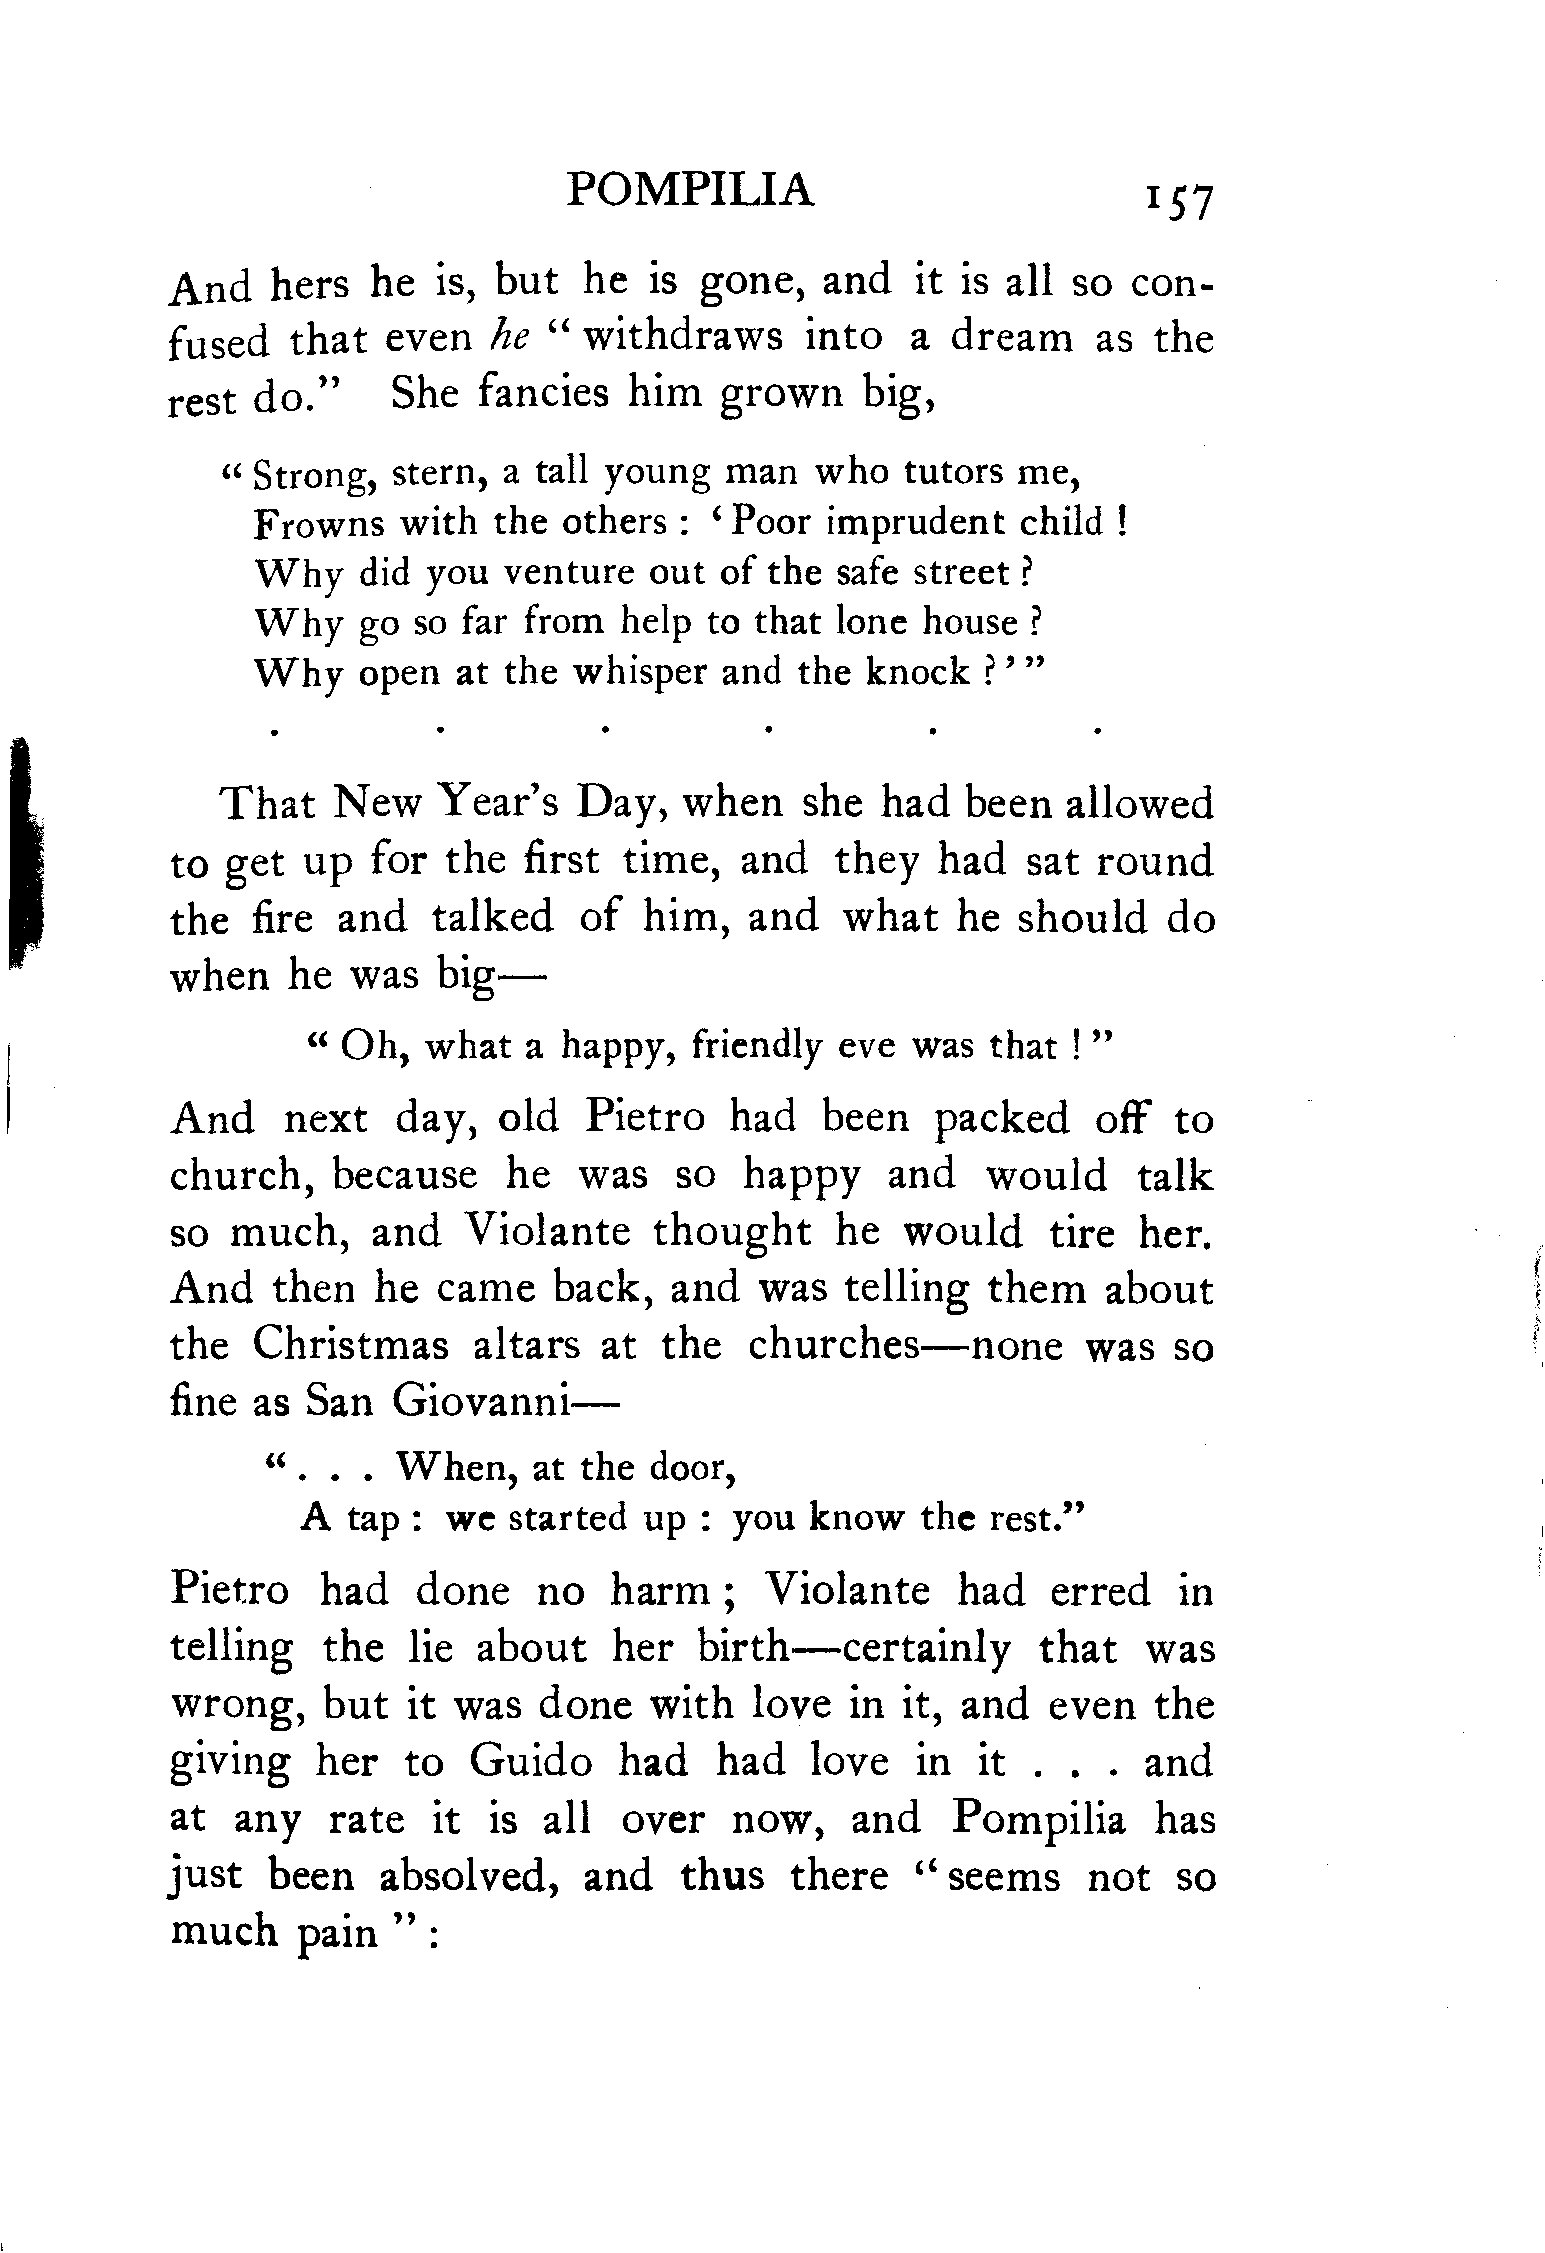 POMPILIA 157
And hers he is, but he is gone, and it is all so con-
fused that even he “ withdraws into a dream as the
rest do.” She fancies him grown big,
“ Strong, stern, a tall young man who tutors me,
Frowns with the others : ‘ Poor imprudent child !
Why did you venture out of the safe street ?
Why go so far from help to that lone house ?
Why open at the whisper and the knock ? ’ ”
. . . . . .
That New Year’s Day, when she had been allowed
to get up for the first time, and they had sat round
the fire and talked of him, and what he should do
when he was big—
“ Oh, what a happy, friendly eve was that ! ”
And next day, old Pietro had been packed off to
church, because he was so happy and would talk
so much, and Violante thought he would tire her.
And then he came back, and was telling them about
the Christmas altars at the churches—none was so
fine as San Giovanni—
“ . . . When, at the door,
A tap : we started up : you know the rest.”
Pietro had done no harm ; Violante had erred in
telling the lie about her birth—certainly that was
wrong, but it was done with love in it, and even the
giving her to Guido had had love in it . . . and
at any rate it is all over now, and Pompilia has
just been absolved, and thus there “ seems not so
much pain ” :